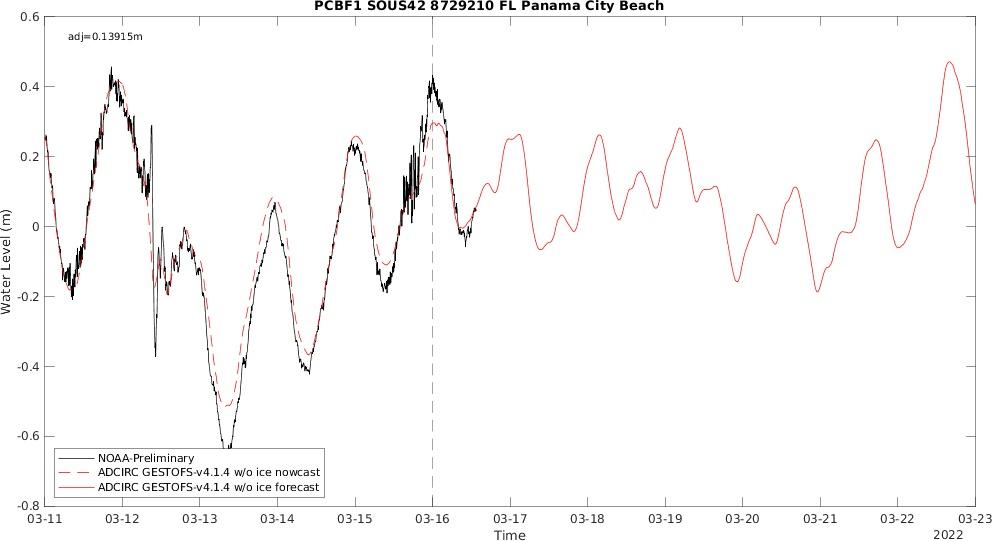 PCBF1 SOUS42 8729210 FL Panama City Beach
adj=0.13915m
0.6
0.4
0.2
0
-0.2
-0.4
-0.6
-0.8
Water Level (m)
NOAA-Preliminary
ADCIRC GESTOFS-v4.1.4 w/o ice nowcast
ADCIRC GESTOFS-v4.1.4 w/o ice forecast
03-11 03-12 03-13 03-14 03-15 03-16 03-17 03-18 03-19 03-20 03-21 03-22 03-23
Time
2022